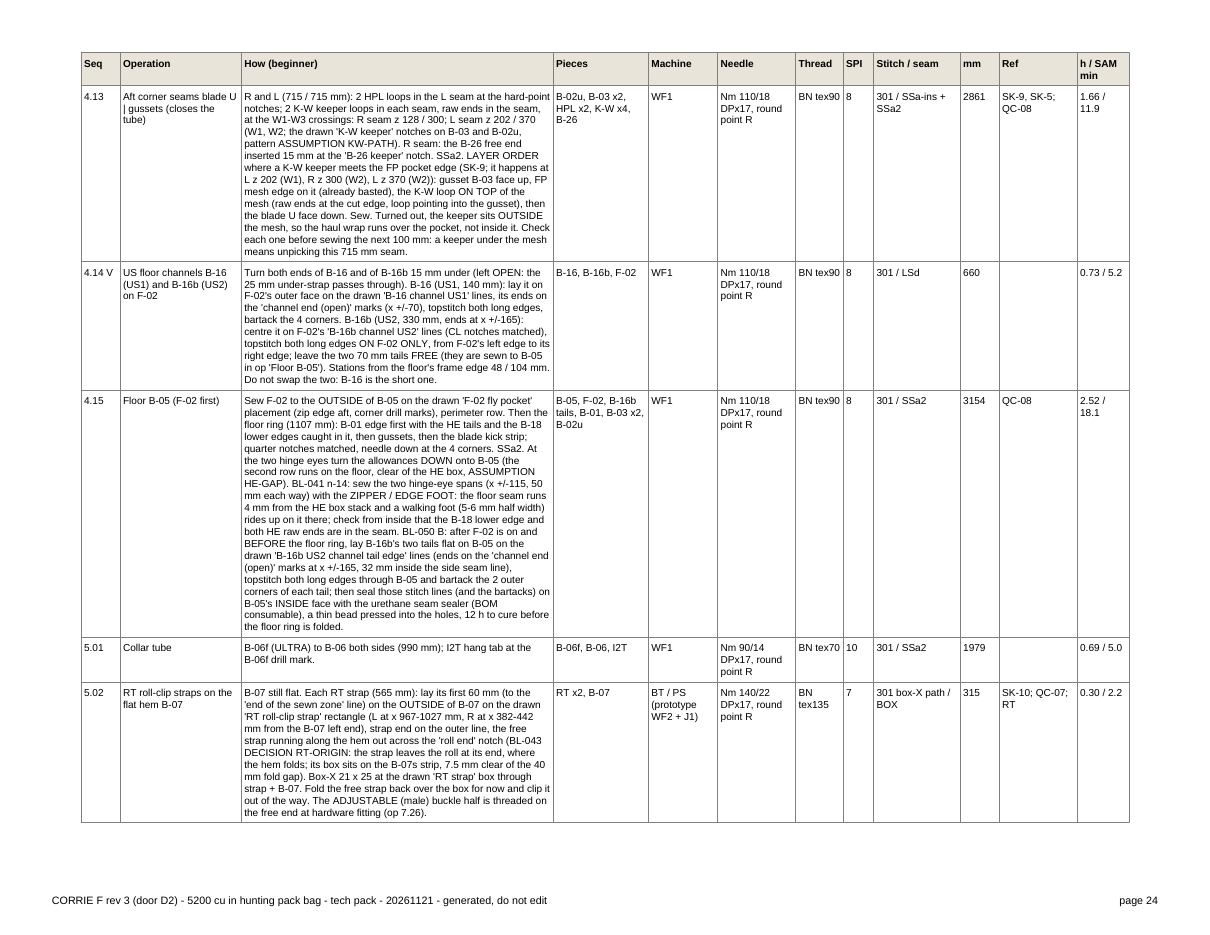 Seq Operation How (beginner) Pieces Machine Needle Thread SPI Stitch / seam mm Ref h / SAM
min
4.13
Aft corner seams blade U
| gussets (closes the
tube)
R and L (715 / 715 mm): 2 HPL loops in the L seam at the hard-point
notches; 2 K-W keeper loops in each seam, raw ends in the seam,
at the W1-W3 crossings: R seam z 128 / 300; L seam z 202 / 370
(W1, W2; the drawn 'K-W keeper' notches on B-03 and B-02u,
pattern ASSUMPTION KW-PATH). R seam: the B-26 free end
inserted 15 mm at the 'B-26 keeper' notch. SSa2. LAYER ORDER
where a K-W keeper meets the FP pocket edge (SK-9; it happens at
L z 202 (W1), R z 300 (W2), L z 370 (W2)): gusset B-03 face up, FP
mesh edge on it (already basted), the K-W loop ON TOP of the
mesh (raw ends at the cut edge, loop pointing into the gusset), then
the blade U face down. Sew. Turned out, the keeper sits OUTSIDE
the mesh, so the haul wrap runs over the pocket, not inside it. Check
each one before sewing the next 100 mm: a keeper under the mesh
means unpicking this 715 mm seam.
B-02u, B-03 x2,
HPL x2, K-W x4,
B-26
WF1
Nm 110/18
DPx17, round
point R
BN tex90
8
301 / SSa-ins +
SSa2
2861
SK-9, SK-5;
QC-08
1.66 /
11.9
4.14 V
US floor channels B-16
(US1) and B-16b (US2)
on F-02
Turn both ends of B-16 and of B-16b 15 mm under (left OPEN: the
25 mm under-strap passes through). B-16 (US1, 140 mm): lay it on
F-02's outer face on the drawn 'B-16 channel US1' lines, its ends on
the 'channel end (open)' marks (x +/-70), topstitch both long edges,
bartack the 4 corners. B-16b (US2, 330 mm, ends at x +/-165):
centre it on F-02's 'B-16b channel US2' lines (CL notches matched),
topstitch both long edges ON F-02 ONLY, from F-02's left edge to its
right edge; leave the two 70 mm tails FREE (they are sewn to B-05
in op 'Floor B-05'). Stations from the floor's frame edge 48 / 104 mm.
Do not swap the two: B-16 is the short one.
B-16, B-16b, F-02
WF1
Nm 110/18
DPx17, round
point R
BN tex90
8
301 / LSd
660
0.73 / 5.2
4.15
Floor B-05 (F-02 first)
Sew F-02 to the OUTSIDE of B-05 on the drawn 'F-02 fly pocket'
placement (zip edge aft, corner drill marks), perimeter row. Then the
floor ring (1107 mm): B-01 edge first with the HE tails and the B-18
lower edges caught in it, then gussets, then the blade kick strip;
quarter notches matched, needle down at the 4 corners. SSa2. At
the two hinge eyes turn the allowances DOWN onto B-05 (the
second row runs on the floor, clear of the HE box, ASSUMPTION
HE-GAP). BL-041 n-14: sew the two hinge-eye spans (x +/-115, 50
mm each way) with the ZIPPER / EDGE FOOT: the floor seam runs
4 mm from the HE box stack and a walking foot (5-6 mm half width)
rides up on it there; check from inside that the B-18 lower edge and
both HE raw ends are in the seam. BL-050 B: after F-02 is on and
BEFORE the floor ring, lay B-16b's two tails flat on B-05 on the
drawn 'B-16b US2 channel tail edge' lines (ends on the 'channel end
(open)' marks at x +/-165, 32 mm inside the side seam line),
topstitch both long edges through B-05 and bartack the 2 outer
corners of each tail; then seal those stitch lines (and the bartacks) on
B-05's INSIDE face with the urethane seam sealer (BOM
consumable), a thin bead pressed into the holes, 12 h to cure before
the floor ring is folded.
B-05, F-02, B-16b
tails, B-01, B-03 x2,
B-02u
WF1
Nm 110/18
DPx17, round
point R
BN tex90
8
301 / SSa2
3154
QC-08
2.52 /
18.1
5.01
Collar tube
B-06f (ULTRA) to B-06 both sides (990 mm); I2T hang tab at the
B-06f drill mark.
B-06f, B-06, I2T
WF1
Nm 90/14
DPx17, round
point R
BN tex70
10
301 / SSa2
1979
0.69 / 5.0
5.02
RT roll-clip straps on the
flat hem B-07
B-07 still flat. Each RT strap (565 mm): lay its first 60 mm (to the
'end of the sewn zone' line) on the OUTSIDE of B-07 on the drawn
'RT roll-clip strap' rectangle (L at x 967-1027 mm, R at x 382-442
mm from the B-07 left end), strap end on the outer line, the free
strap running along the hem out across the 'roll end' notch (BL-043
DECISION RT-ORIGIN: the strap leaves the roll at its end, where
the hem folds; its box sits on the B-07s strip, 7.5 mm clear of the 40
mm fold gap). Box-X 21 x 25 at the drawn 'RT strap' box through
strap + B-07. Fold the free strap back over the box for now and clip it
out of the way. The ADJUSTABLE (male) buckle half is threaded on
the free end at hardware fitting (op 7.26).
RT x2, B-07
BT / PS
(prototype
WF2 + J1)
Nm 140/22
DPx17, round
point R
BN
tex135
7
301 box-X path /
BOX
315
SK-10; QC-07;
RT
0.30 / 2.2
CORRIE F rev 3 (door D2) - 5200 cu in hunting pack bag - tech pack - 20261121 - generated, do not edit
page 24